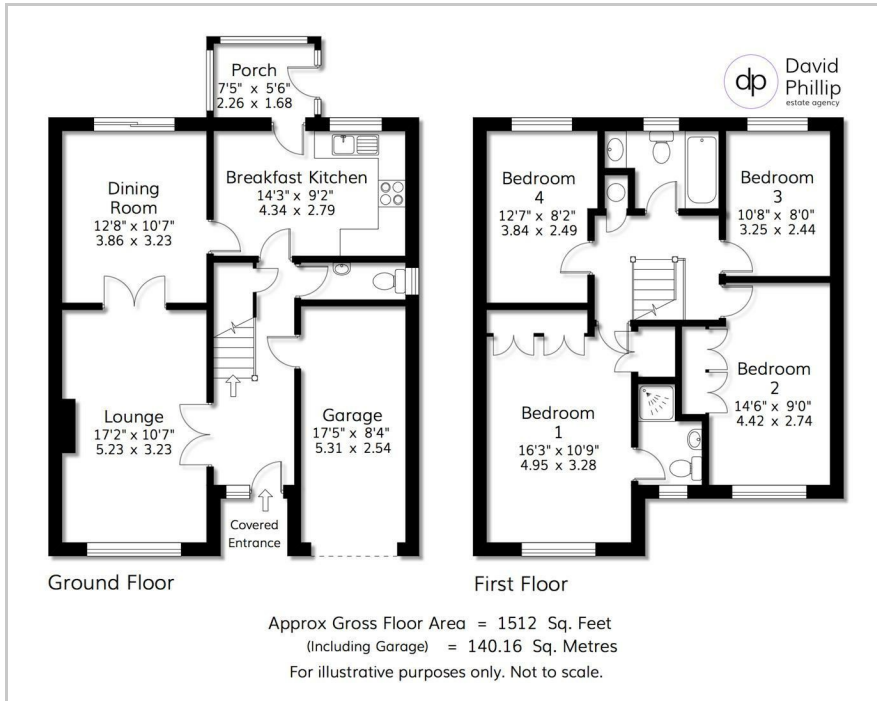 Porch
7'5" x 5'6"
2.26 x 1.68
dp
David
Phillip
estate agency
Dining
Room
12'8" x 10'7"
3.86 x 3.23
Breakfast Kitchen
14'3" x 9'2"
4.34 x 2.79
Lounge
17'2" x 10'7"
5.23 x 3.23
Garage
17'5" x 8'4"
5.31 x 2.54
Covered
Entrance
Ground Floor
Bedroom
4
12'7" x 8'2"
3.84 x 2.49
Bedroom
3
10'8" x 8'0"
3.25 x 2.44
Bedroom
1
16'3" x 10'9"
4.95 x 3.28
Bedroom
2
14'6" x 9'0"
4.42 x 2.74
First Floor
Approx Gross Floor Area = 1512 Sq. Feet
(Including Garage) = 140.16 Sq. Metres
For illustrative purposes only. Not to scale.